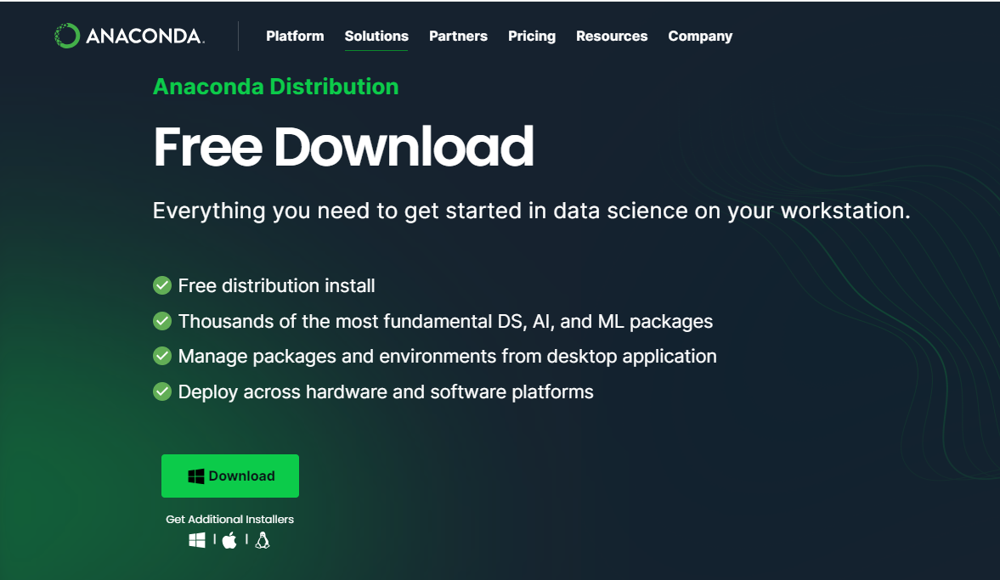 ANACONDA.
Platform Solutions Partners Pricing Resources Company
Anaconda Distribution
Free Download
Everything you need to get started in data science on your workstation.
Free distribution install
Thousands of the most fundamental DS, AI, and ML packages
Manage packages and environments from desktop application
Deploy across hardware and software platforms
Download
Get Additional Installers
| |